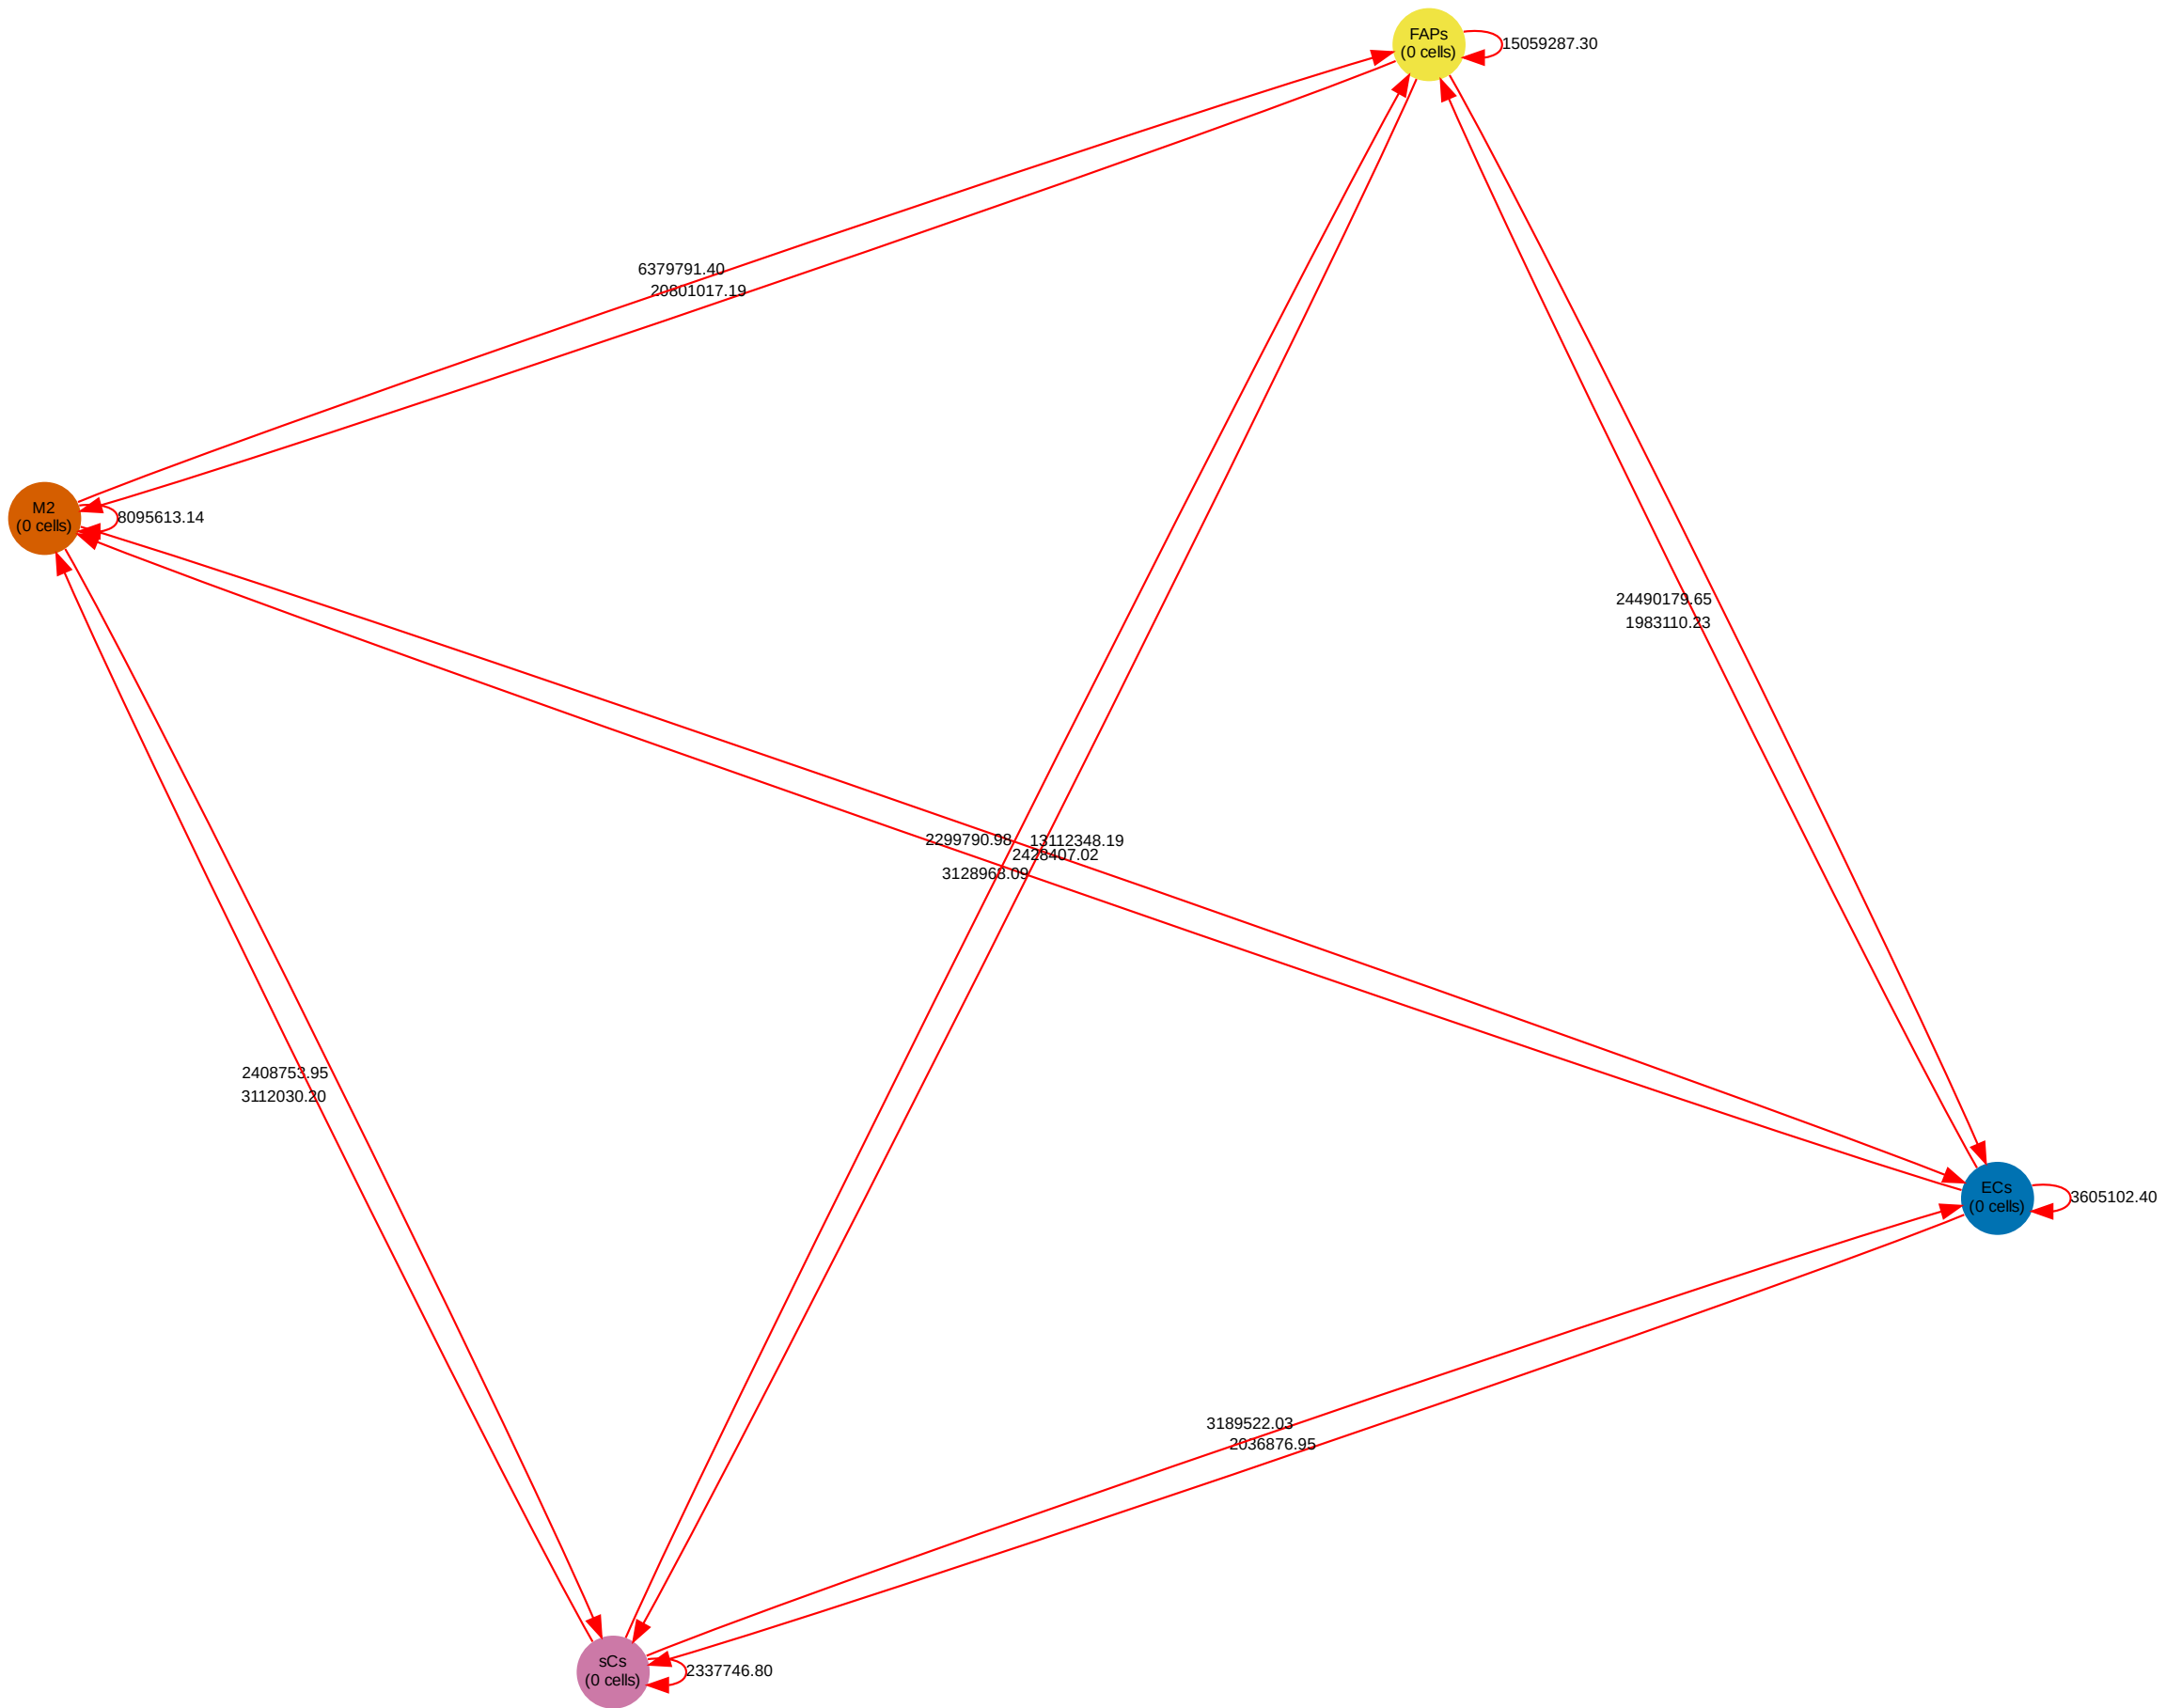 FAPs
(0 cells)
15059287.30
6379791.40
20801017.19
M2
(0 cells)
8095613.14
24490179.65
1983110.23
2299790.98
13112348.19
2428407.02
3128968.09
2408753.95
3112030.20
ECs
(0 cells)
3605102.40
3189522.03
2036876.95
sCs
(0 cells)
2337746.80